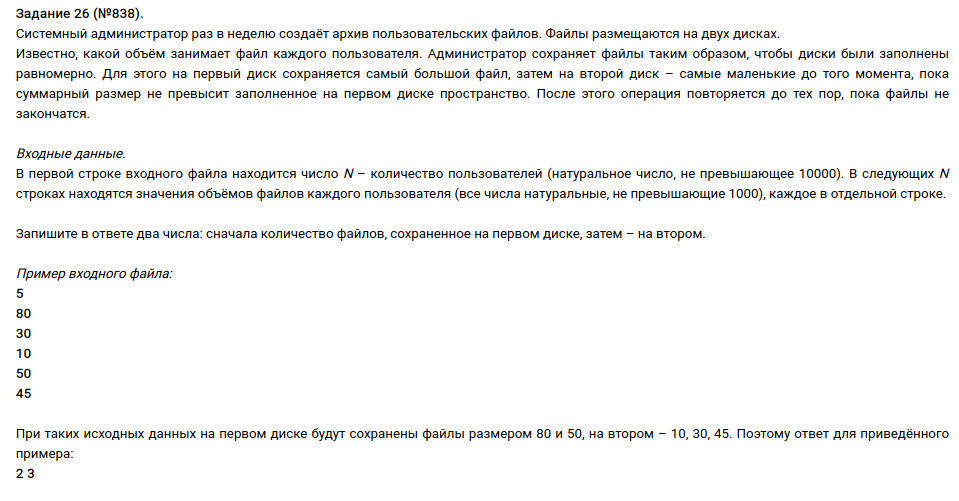 Задание 26 (№838).
Системный администратор раз в неделю создаёт архив пользовательских файлов. Файлы размещаются на двух дисках.
Известно, какой объём занимает файл каждого пользователя. Администратор сохраняет файлы таким образом, чтобы диски были заполнены
равномерно. Для этого на первый диск сохраняется самый большой файл, затем на второй диск – самые маленькие до того момента, пока
суммарный размер не превысит заполненное на первом диске пространство. После этого операция повторяется до тех пор, пока файлы не
закончатся.
Входные данные.
В первой строке входного файла находится число N – количество пользователей (натуральное число, не превышающее 10000). В следующих N
строках находятся значения объёмов файлов каждого пользователя (все числа натуральные, не превышающие 1000), каждое в отдельной строке.
Запишите в ответе два числа: сначала количество файлов, сохраненное на первом диске, затем – на втором.
Пример входного файла:
5
80
30
10
50
45
При таких исходных данных на первом диске будут сохранены файлы размером 80 и 50, на втором – 10, 30, 45. Поэтому ответ для приведённого
примера:
2 3